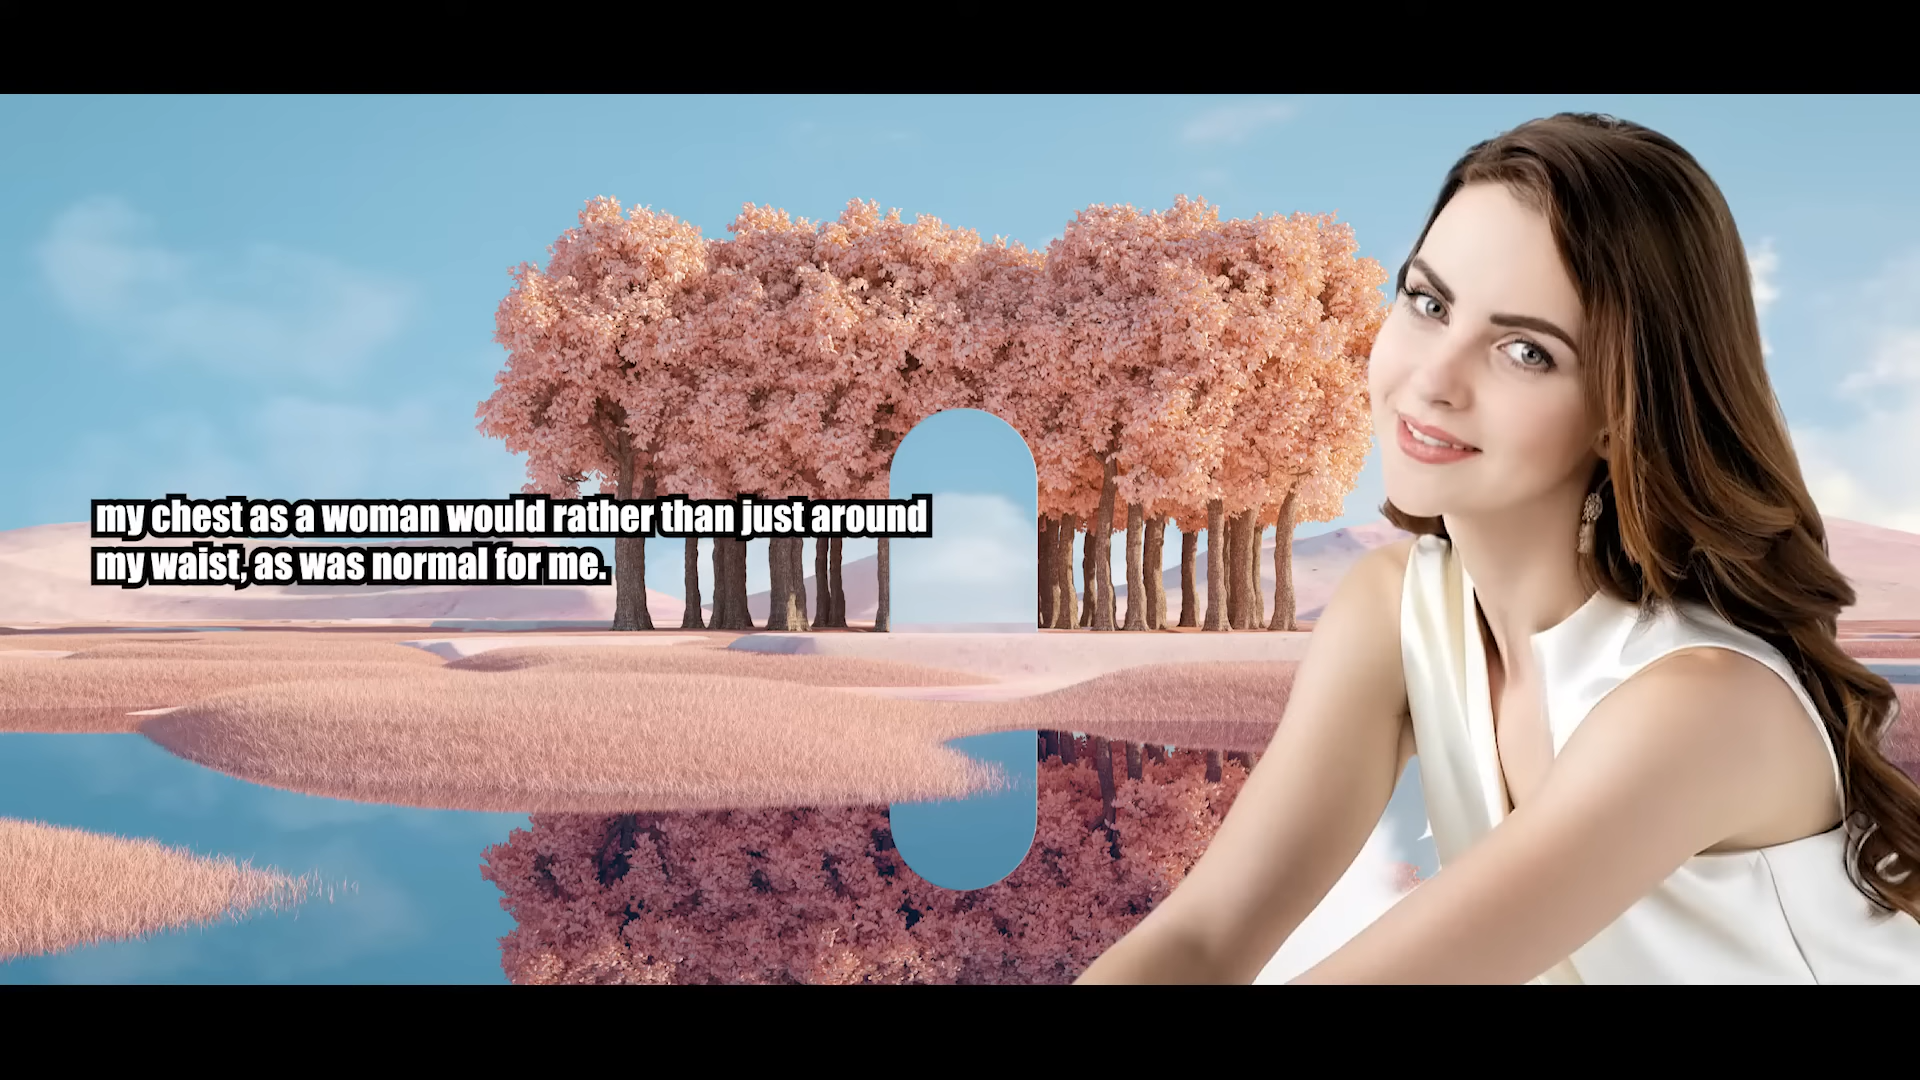 my chest as a woman would rather than just around
my waist, as was normal for me.